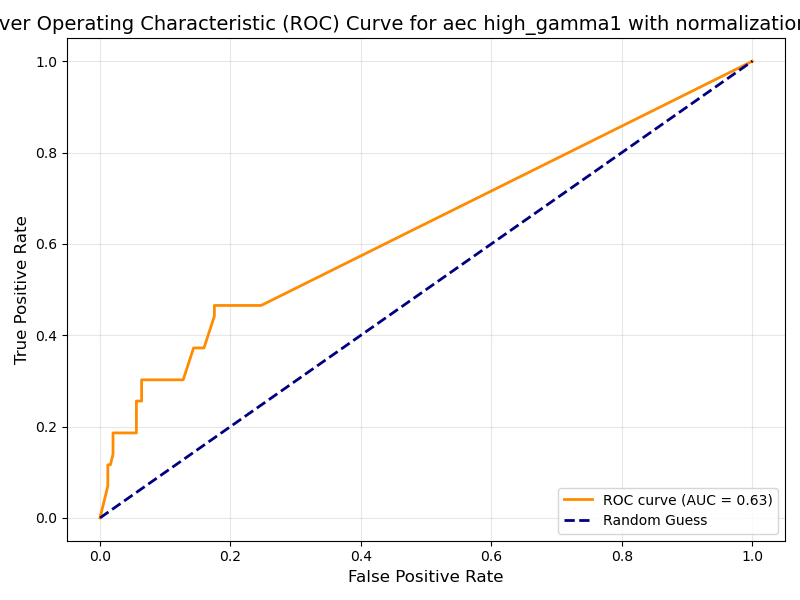 ver Operating Characteristic (ROC) Curve for aec high_gamma1 with normalization
1.0
0.8
0.6
0.4
0.2
0.0
True Positive Rate
0.0 0.2 0.4 0.6 0.8 1.0
False Positive Rate
ROC curve (AUC = 0.63)
Random Guess